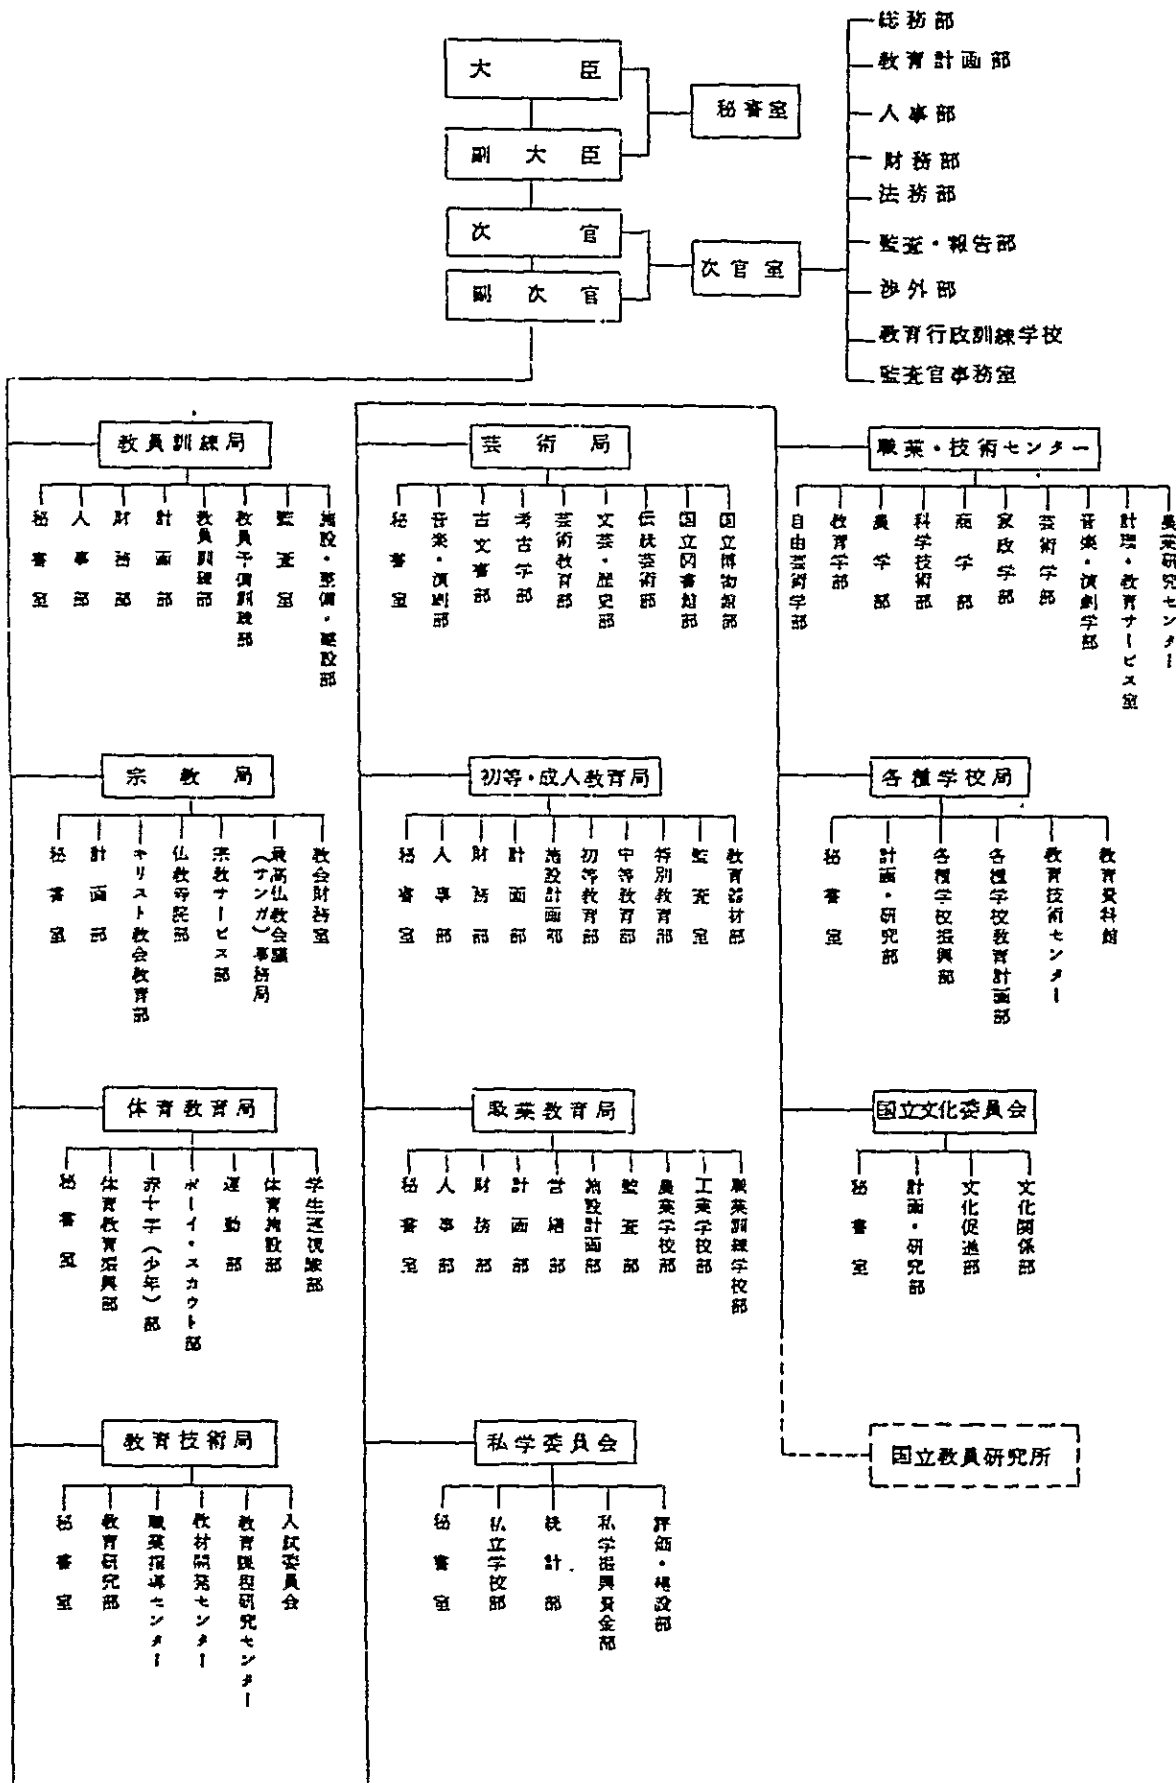 大臣
副大臣
秘書室
次官
副次官
次官室
総務部
教育計画部
人事部
財務部
法務部
監査・報告部
渉外部
教育行政訓練学校
監査官事務室
教員訓練局
秘書室
人事部
財務部
計画部
教員訓練部
教員予備訓練部
監査室
施設・整備・建設部
芸術局
秘書室
音楽・演劇部
古文書部
考古学部
芸術教育部
文芸・歴史部
伝統芸術部
国立図書館部
国立博物館部
職業・技術センター
自由芸術学部
教育学部
農学部
科学技術部
商学部
家政学部
芸術学部
音楽・演劇学部
計理・教育サービス室
農業研究センター
宗教局
秘書室
計画部
キリスト教会教育部
仏教寺院部
宗教サービス部
最高仏教会議
(サンガ)事務局
教会財務室
初等・成人教育局
秘書室
人事部
財務部
計画部
施設計画部
初等教育部
中等教育部
特別教育部
監査室
教育器材部
各種学校局
秘書室
計画・研究部
各種学校振興部
各種学校教育計画部
教育技術センター
教育資料館
体育教育局
秘書室
体育教育振興部
赤十字(少年)部
ボーイ・スカウト部
運動部
体育施設部
学生巡視隊部
職業教育局
秘書室
人事部
財務部
計画部
営繕部
施設計画部
監査部
農業学校部
工業学校部
職業訓練学校部
国立文化委員会
秘書室
計画・研究部
文化促進部
文化関係部
教育技術局
秘書室
教育研究部
職業指導センター
教材開発センター
教育課程研究センター
入試委員会
私学委員会
秘書室
私立学校部
統計部
私学振興資金部
評価・建設部
国立教員研究所